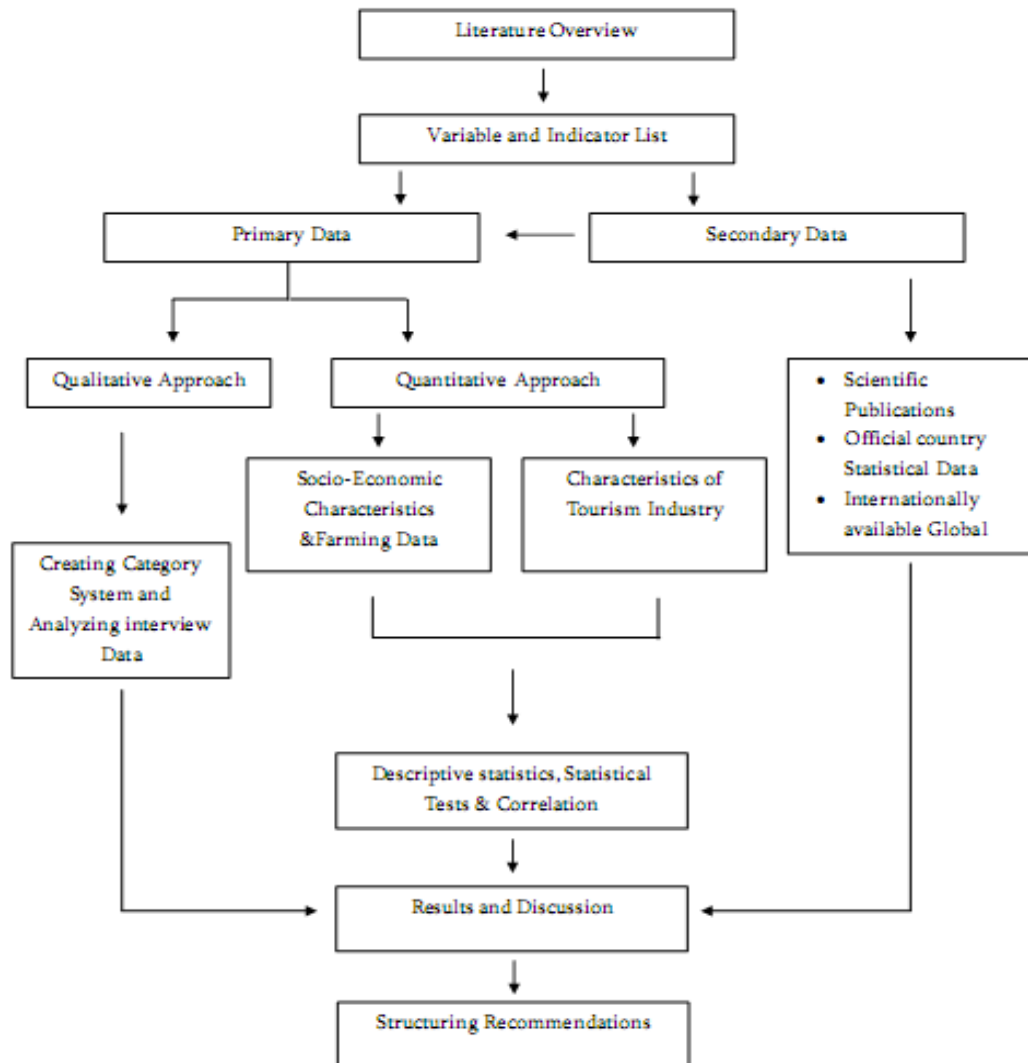 Literature Overview
Variable and Indicator List
Primary Data
Secondary Data
Qualitative Approach
Quantitative Approach
• Scientific
Publications
• Official country
Statistical Data
• Internationally
available Global
Socio-Economic
Characteristics
&Farming Data
Characteristics of
Tourism Industry
Creating Category
System and
Analyzing interview
Data
Descriptive statistics, Statistical
Tests & Correlation
Results and Discussion
Structuring Recommendations